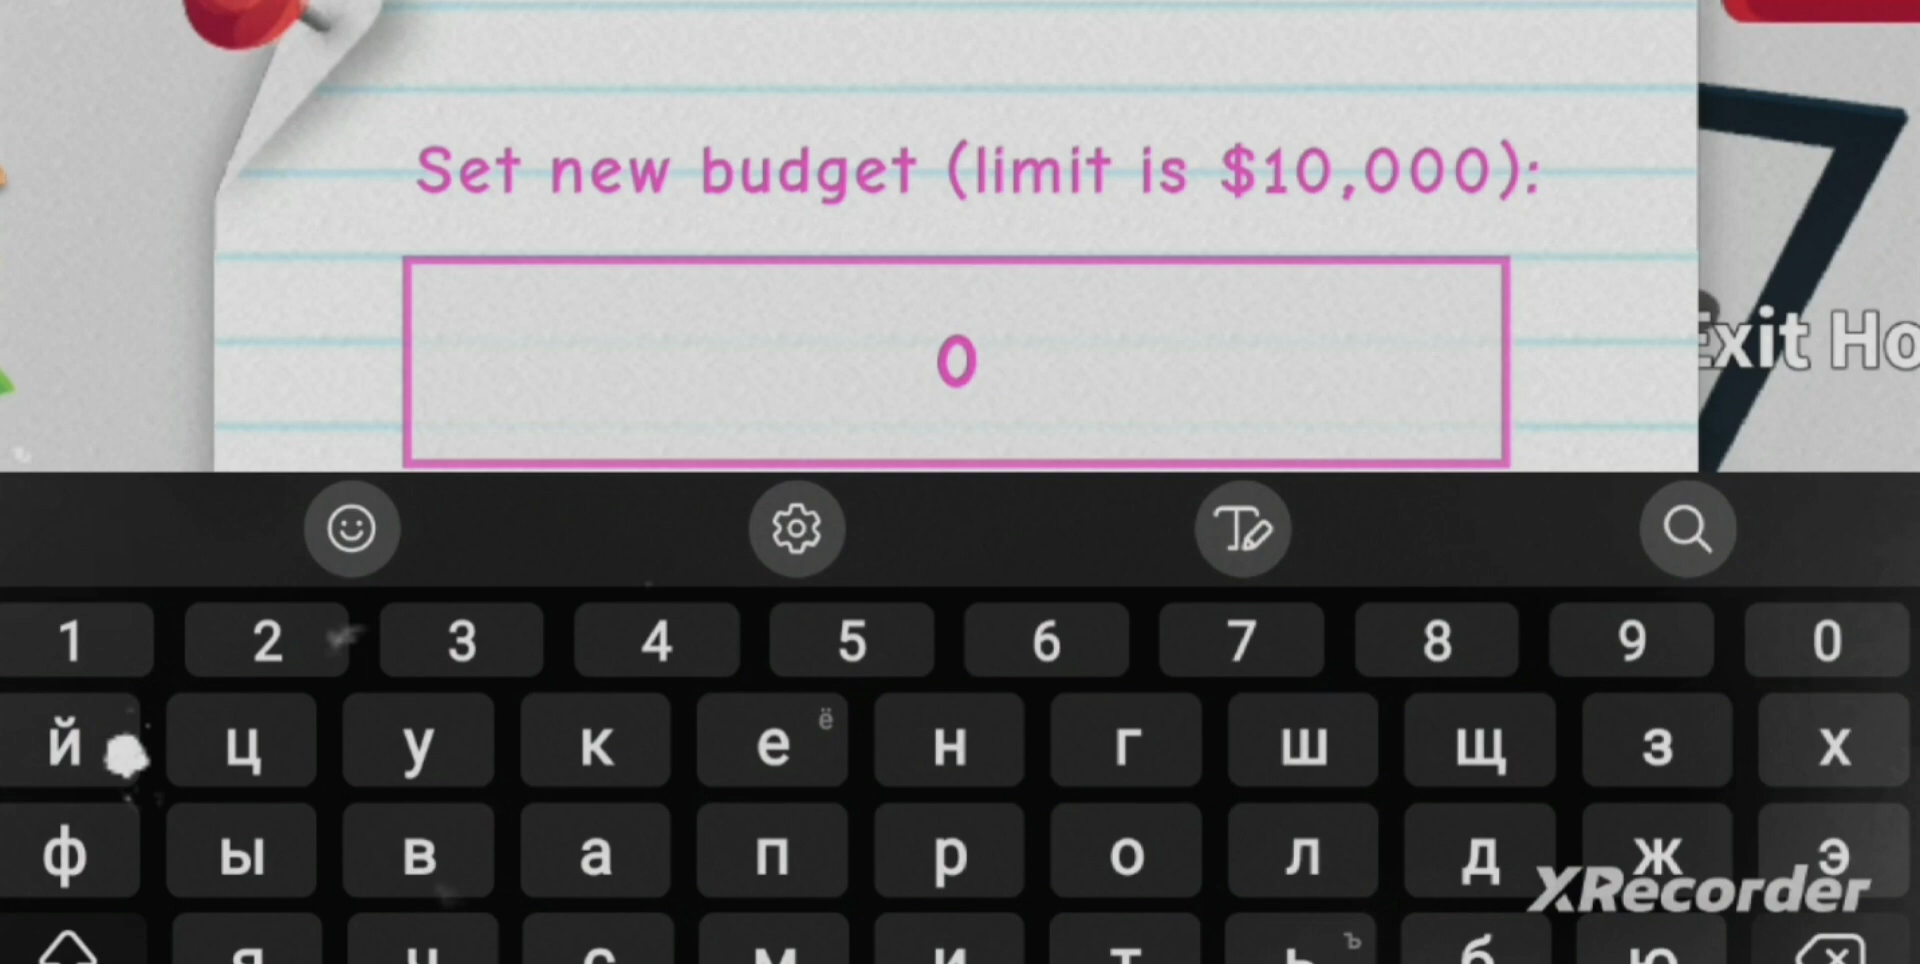 Set new budget (limit is $10,000):
0
Exit Ho
1 2 3 4 5 6 7 8 9 0
й ц у к е ё н г ш щ з х
ф ы в а п р о л д ж э
я ч с м и т ь ъ б ю
XRecorder